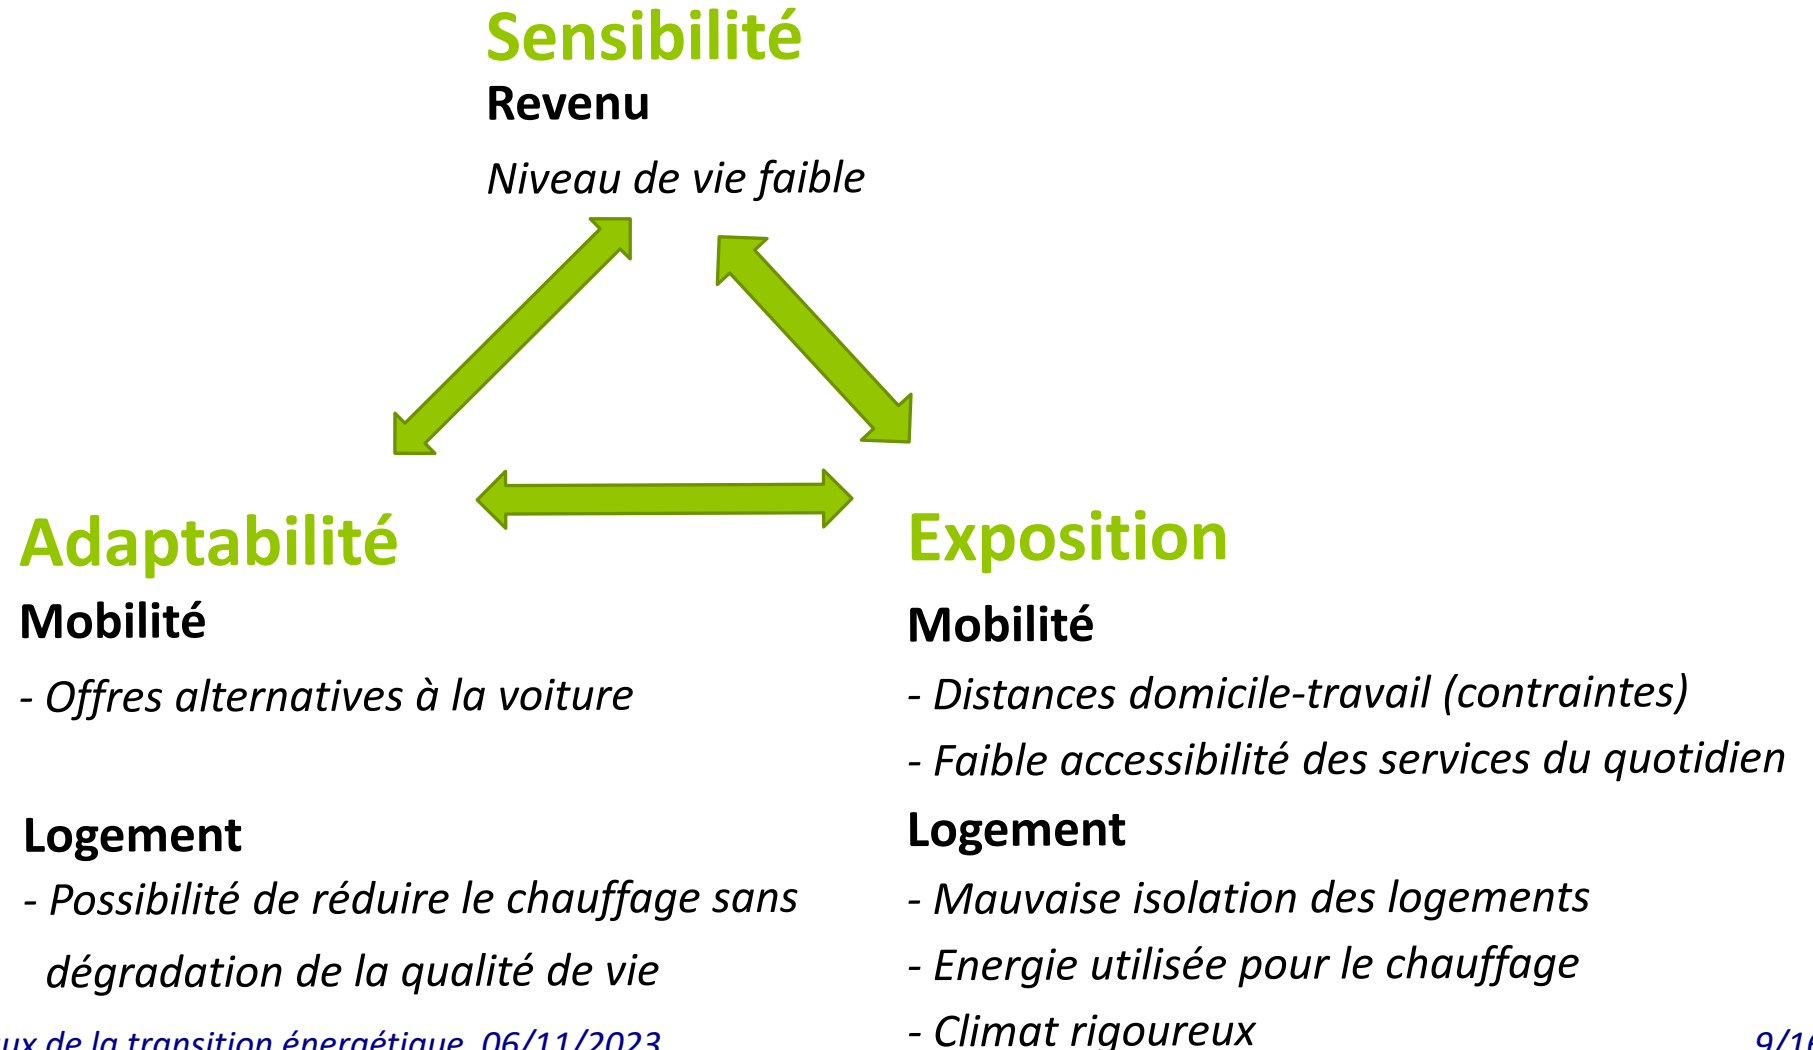 Sensibilité
Revenu
Niveau de vie faible
Adaptabilité
Mobilité
- Offres alternatives à la voiture
Logement
- Possibilité de réduire le chauffage sans
dégradation de la qualité de vie
Exposition
Mobilité
- Distances domicile-travail (contraintes)
- Faible accessibilité des services du quotidien
Logement
- Mauvaise isolation des logements
- Energie utilisée pour le chauffage
- Climat rigoureux
de la transition énergétique, 06/11/2023
9/16